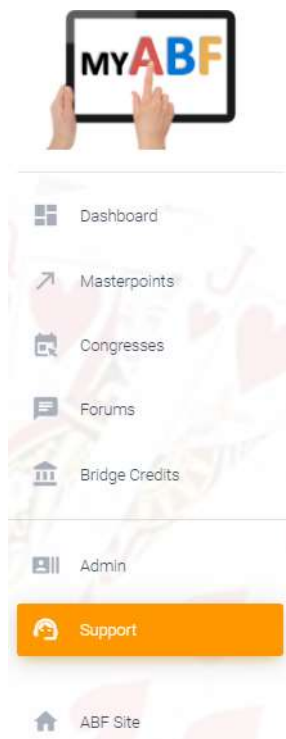 MYABF
Dashboard
Masterpoints
Congresses
Forums
Bridge Credits
Admin
Support
ABF Site